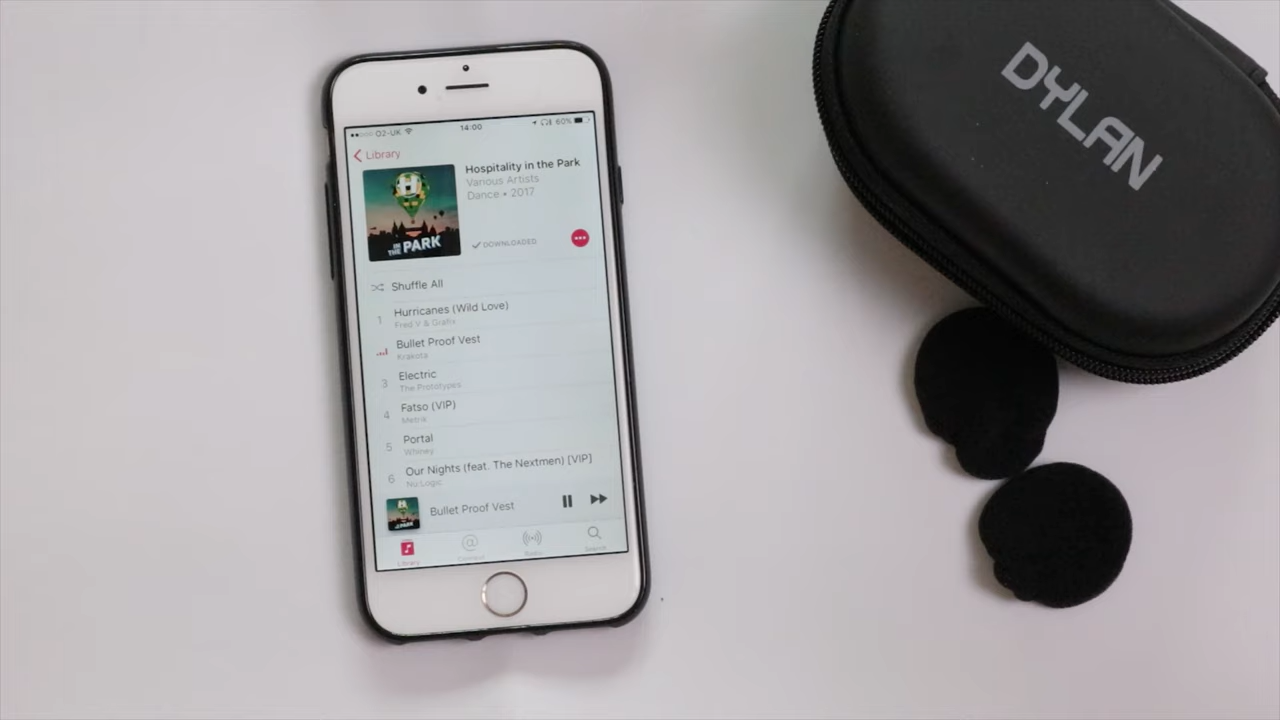 O2-UK
14:00
60%
Library
Hospitality in the Park
Various Artists
Dance • 2017
DOWNLOADED
IN THE PARK
Shuffle All
1 Hurricanes (Wild Love)
Fred V & Grafix
Bullet Proof Vest
Krakota
3 Electric
The Prototypes
4 Fatso (VIP)
Metrik
5 Portal
Whiney
6 Our Nights (feat. The Nextmen) [VIP]
Nu:Logic
Bullet Proof Vest
Library
Connect
Radio
Search
DYLAN